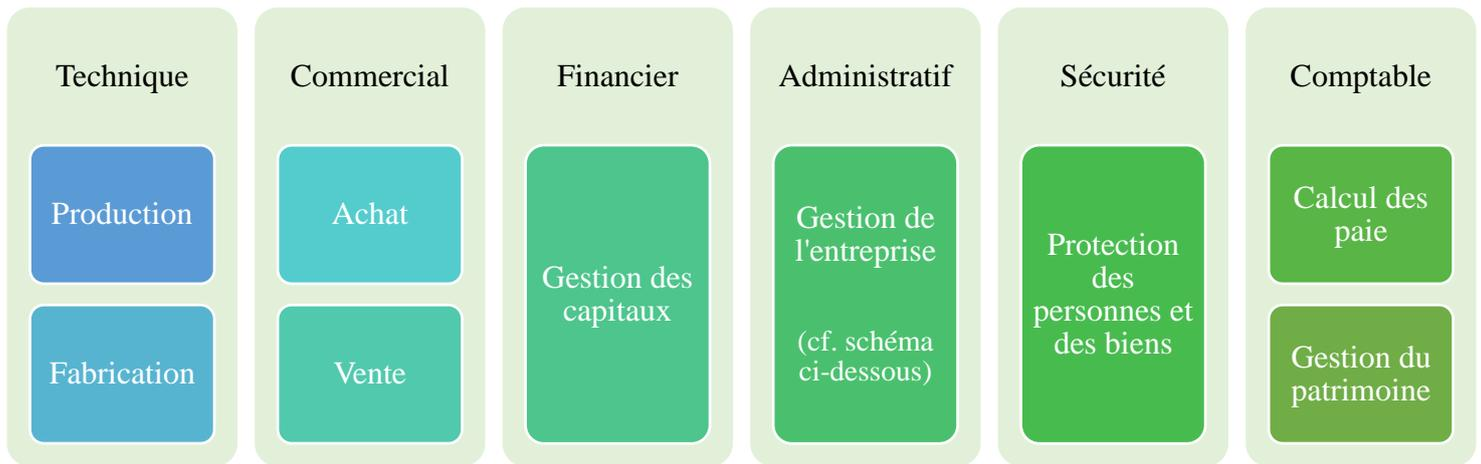 Technique
Production
Fabrication
Commercial
Achat
Vente
Financier
Gestion des
capitaux
Administratif
Gestion de
l'entreprise
(cf. schéma
ci-dessous)
Sécurité
Protection
des
personnes et
des biens
Comptable
Calcul des
paie
Gestion du
patrimoine